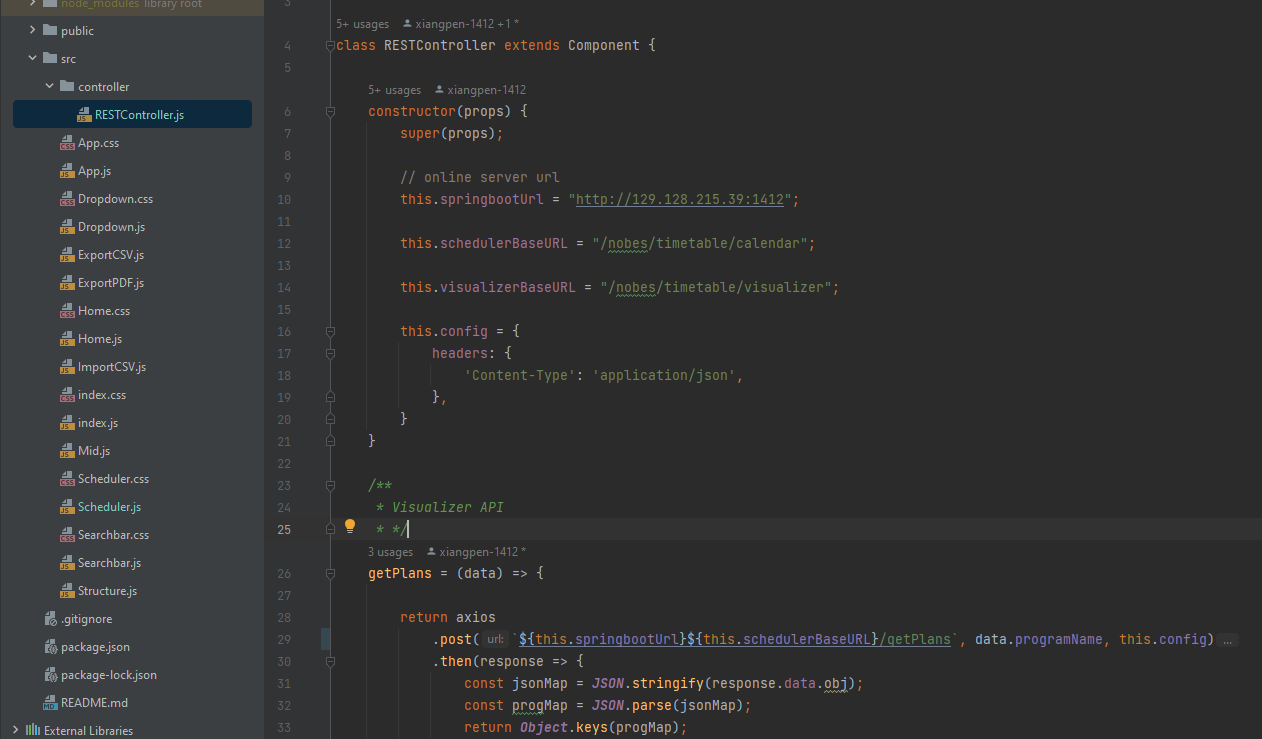 node_modules library root
public
src
controller
RESTController.js
App.css
App.js
Dropdown.css
Dropdown.js
ExportCSV.js
ExportPDF.js
Home.css
Home.js
ImportCSV.js
index.css
index.js
Mid.js
Scheduler.css
Scheduler.js
Searchbar.css
Searchbar.js
Structure.js
.gitignore
package.json
package-lock.json
README.md
External Libraries
3
5+ usages xiangpen-1412 +1 *
4 class RESTController extends Component {
5
5+ usages xiangpen-1412
6 constructor(props) {
7 super(props);
8
9 // online server url
10 this.springbootUrl = "http://129.128.215.39:1412";
11
12 this.schedulerBaseURL = "/nobes/timetable/calendar";
13
14 this.visualizerBaseURL = "/nobes/timetable/visualizer";
15
16 this.config = {
17 headers: {
18 'Content-Type': 'application/json',
19 },
20 }
21 }
22
23 /**
24 * Visualizer API
25 * */
3 usages xiangpen-1412 *
26 getPlans = (data) => {
27
28 return axios
29 .post( url: `${this.springbootUrl}${this.schedulerBaseURL}/getPlans`, data.programName, this.config) ...
30 .then(response => {
31 const jsonMap = JSON.stringify(response.data.obj);
32 const progMap = JSON.parse(jsonMap);
33 return Object.keys(progMap);